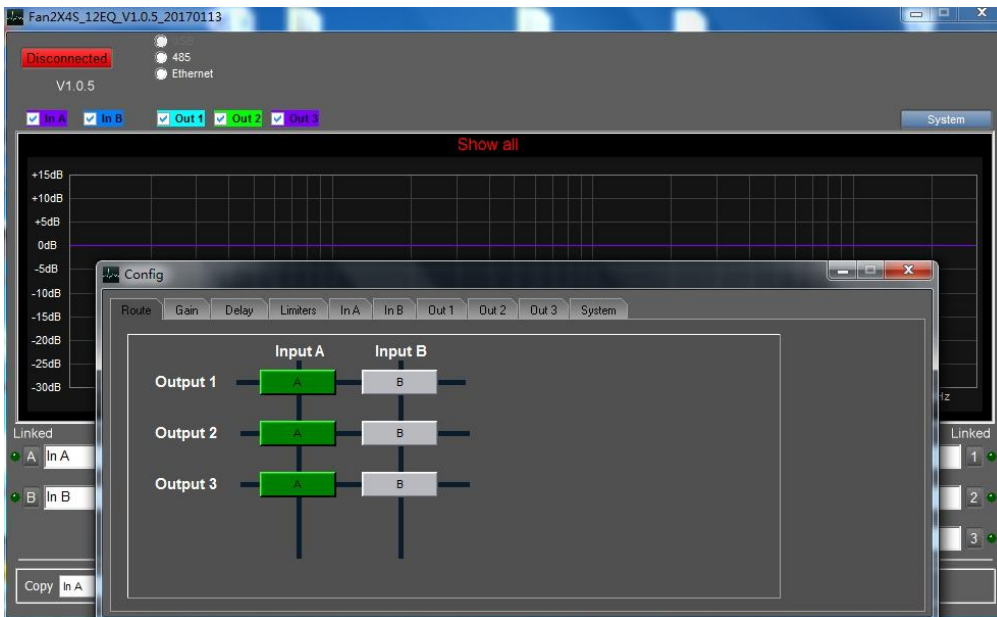 Fan2X4S_12EQ_V1.0.5_20170113
Disconnected
USB
485
Ethernet
V1.0.5
In A In B Out 1 Out 2 Out 3 System
Show all
+15dB
+10dB
+5dB
0dB
-5dB
-10dB
-15dB
-20dB
-25dB
-30dB
Hz
Config
Route Gain Delay Limiters In A In B Out 1 Out 2 Out 3 System
Input A Input B
Output 1 A B
Output 2 A B
Output 3 A B
Linked Linked
A In A 1
B In B 2
3
Copy In A